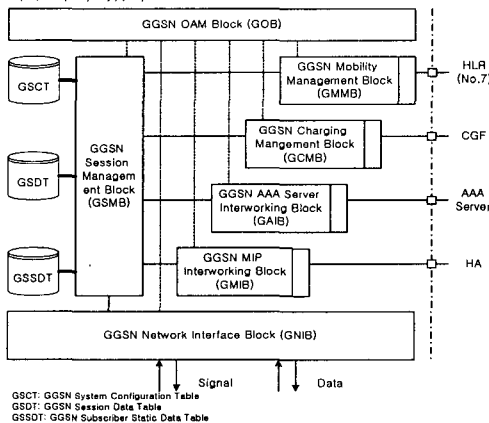 GGSN OAM Block (GOB)
GSCT
GSDT
GSSDT
GGSN
Session
Managem
ent Block
(GSMB)
GGSN Mobility
Management Block
(GMMB)
HLR
(No.7)
GGSN Charging
Mangement Block
(GCMB)
CGF
GGSN AAA Server
Interworking Block
(GAIB)
AAA
Server
GGSN MIP
Interworking Block
(GMIB)
HA
GGSN Network Interface Block (GNIB)
Signal
Data
GSCT: GGSN System Configuration Table
GSDT: GGSN Session Data Table
GSSDT: GGSN Subscriber Static Data Table